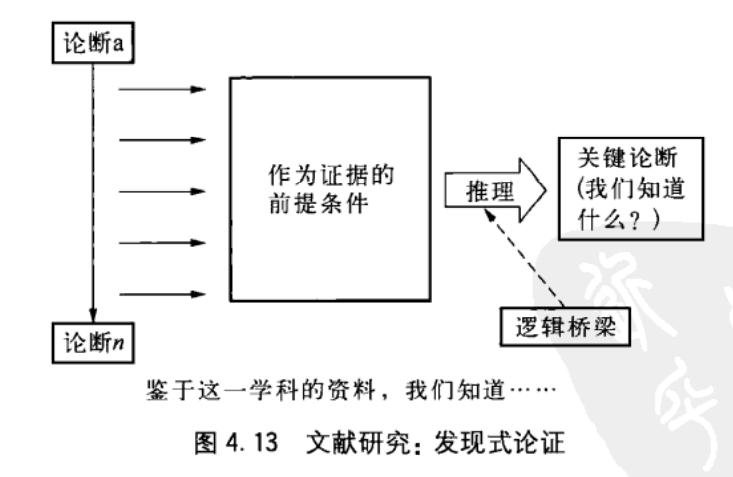 论断a
作为证据的
前提条件
推理
关键论断
(我们知道
什么？)
逻辑桥梁
论断n
鉴于这一学科的资料，我们知道……
图 4.13 文献研究：发现式论证